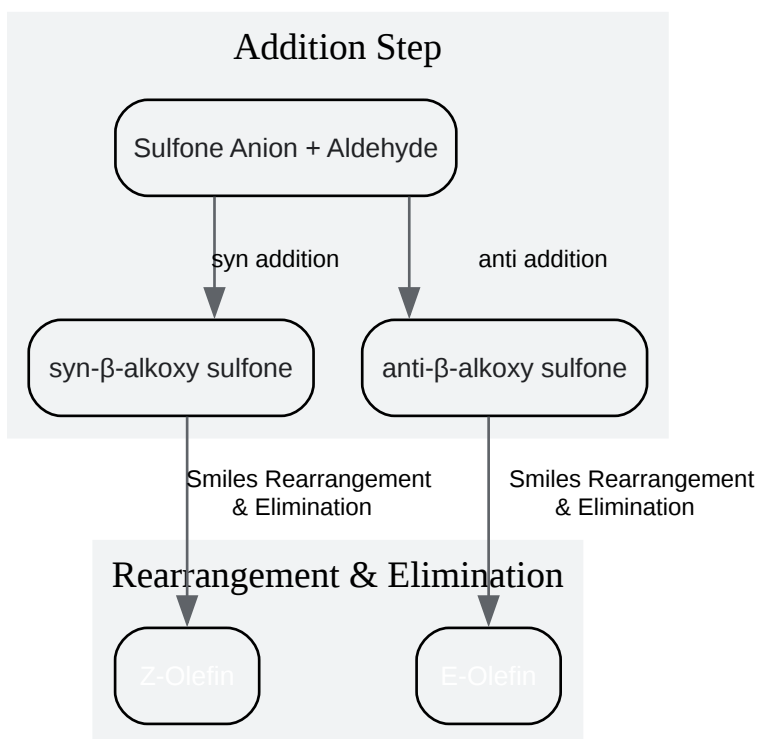 Addition Step
Sulfone Anion + Aldehyde
syn addition
anti addition
syn-β-alkoxy sulfone
anti-β-alkoxy sulfone
Smiles Rearrangement
& Elimination
Smiles Rearrangement
& Elimination
Rearrangement & Elimination
Z-Olefin
E-Olefin